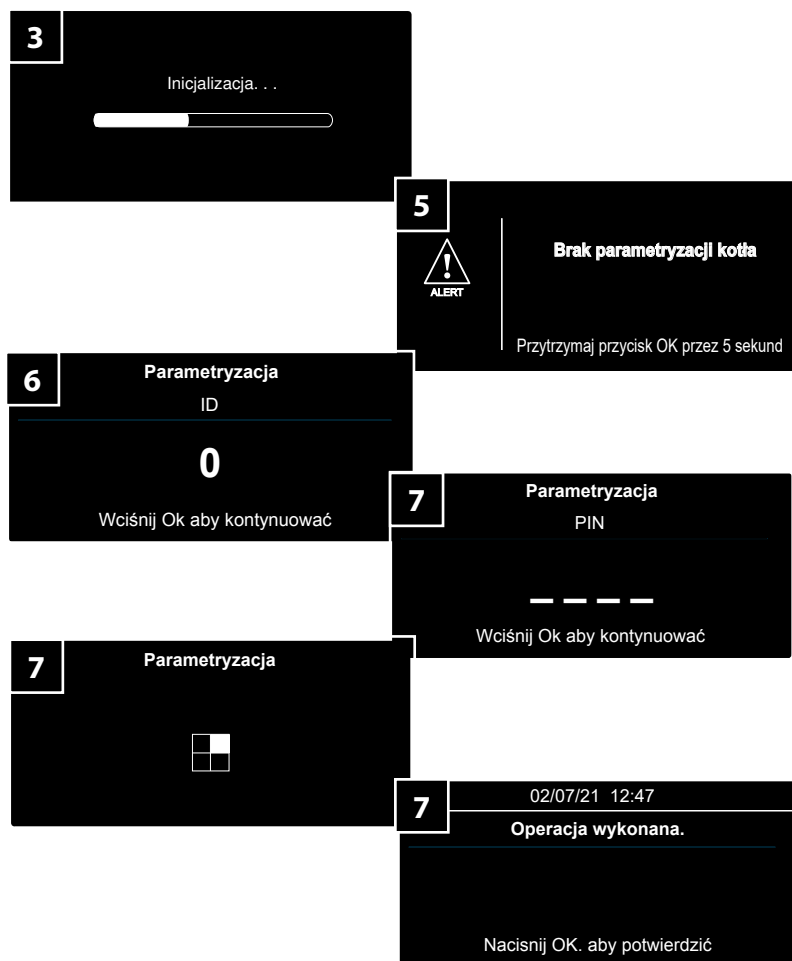 3
Inicjalizacja. . .
5
ALERT
Brak parametryzacji kotła
Przytrzymaj przycisk OK przez 5 sekund
6
Parametryzacja
ID
0
Wciśnij Ok aby kontynuować
7
Parametryzacja
PIN
_ _ _ _
Wciśnij Ok aby kontynuować
7
Parametryzacja
7
02/07/21 12:47
Operacja wykonana.
Nacisnij OK. aby potwierdzić